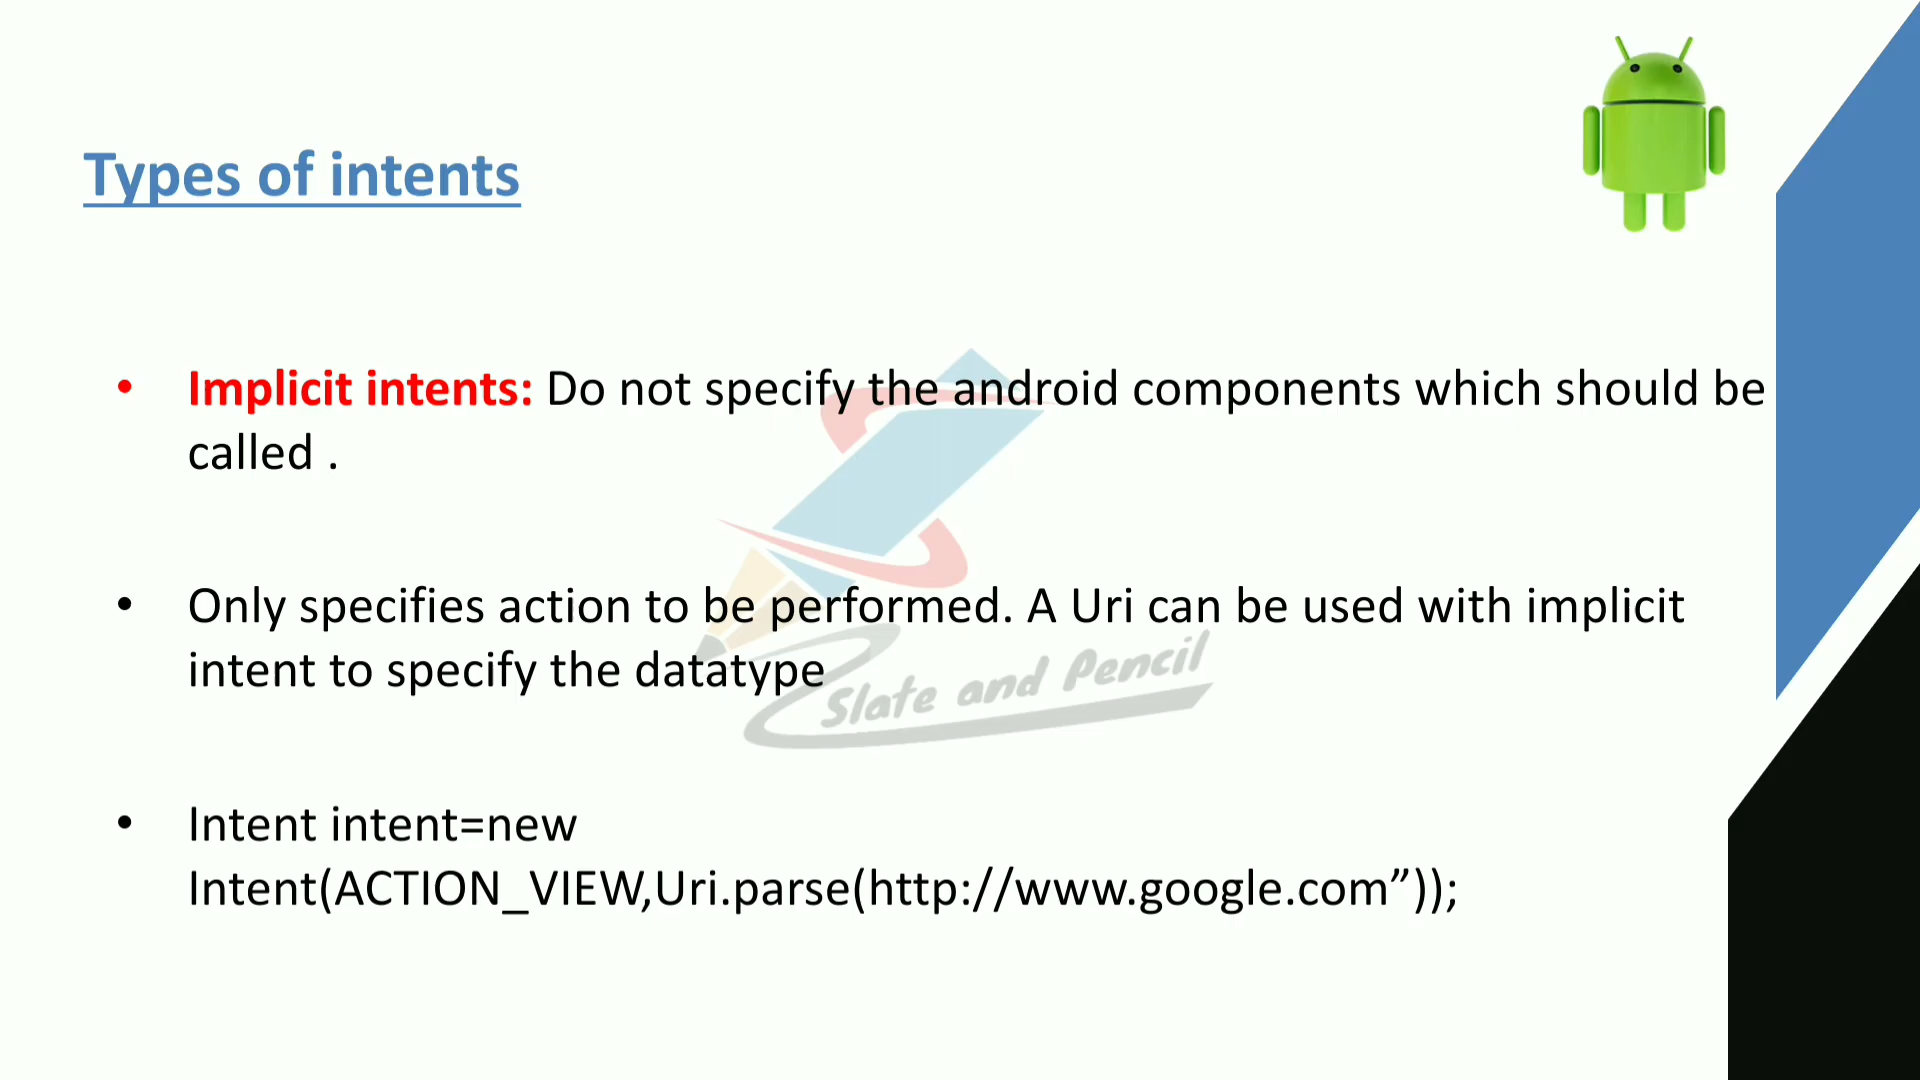 Types of intents
• Implicit intents: Do not specify the android components which should be
called .
• Only specifies action to be performed. A Uri can be used with implicit
intent to specify the datatype
Slate and Pencil
• Intent intent=new
Intent(ACTION_VIEW,Uri.parse(http://www.google.com”));